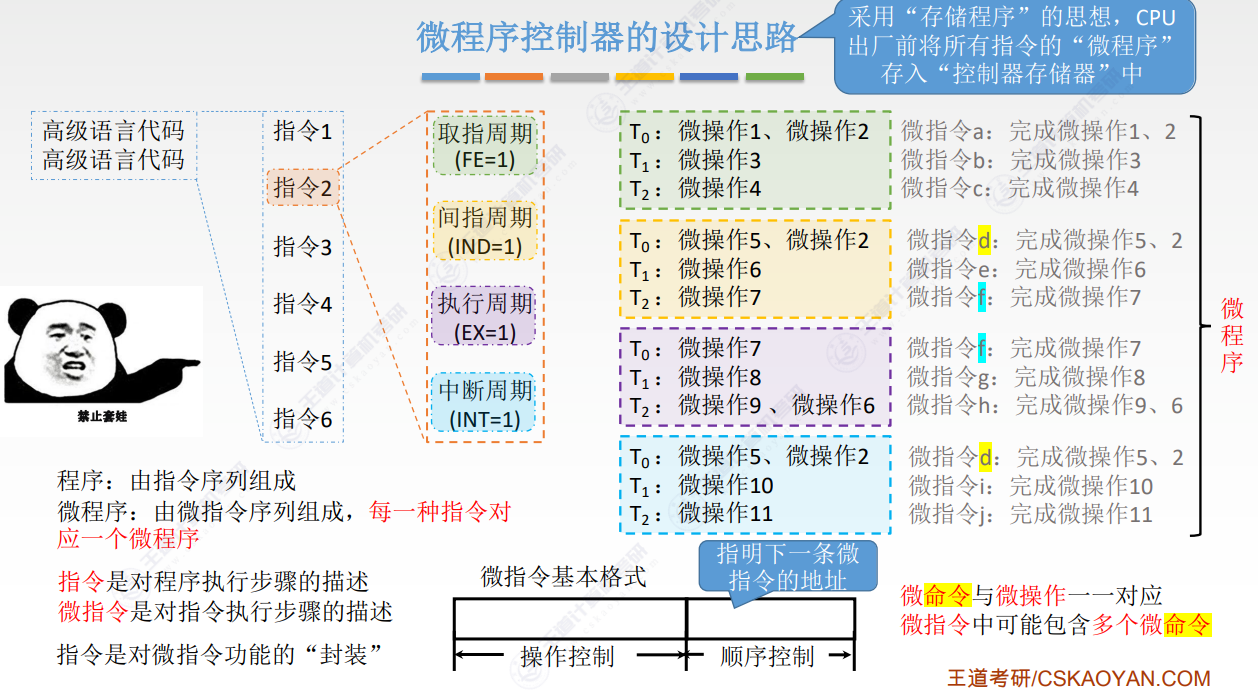 微程序控制器的设计思路
采用“存储程序”的思想，CPU
出厂前将所有指令的“微程序”
存入“控制器存储器”中
高级语言代码
高级语言代码
指令1
指令2
指令3
指令4
指令5
指令6
取指周期
(FE=1)
间指周期
(IND=1)
执行周期
(EX=1)
中断周期
(INT=1)
T0：微操作1、微操作2
T1：微操作3
T2：微操作4
T0：微操作5、微操作2
T1：微操作6
T2：微操作7
T0：微操作7
T1：微操作8
T2：微操作9 、微操作6
T0：微操作5、微操作2
T1：微操作10
T2：微操作11
微指令a：完成微操作1、2
微指令b：完成微操作3
微指令c：完成微操作4
微指令d：完成微操作5、2
微指令e：完成微操作6
微指令f：完成微操作7
微指令f：完成微操作7
微指令g：完成微操作8
微指令h：完成微操作9、6
微指令d：完成微操作5、2
微指令i：完成微操作10
微指令j：完成微操作11
微程序
禁止套娃
程序：由指令序列组成
微程序：由微指令序列组成，每一种指令对
应一个微程序
指令是对程序执行步骤的描述
微指令是对指令执行步骤的描述
指令是对微指令功能的“封装”
微指令基本格式
指明下一条微
指令的地址
操作控制
顺序控制
微命令与微操作一一对应
微指令中可能包含多个微命令
王道考研/CSKAOYAN.COM